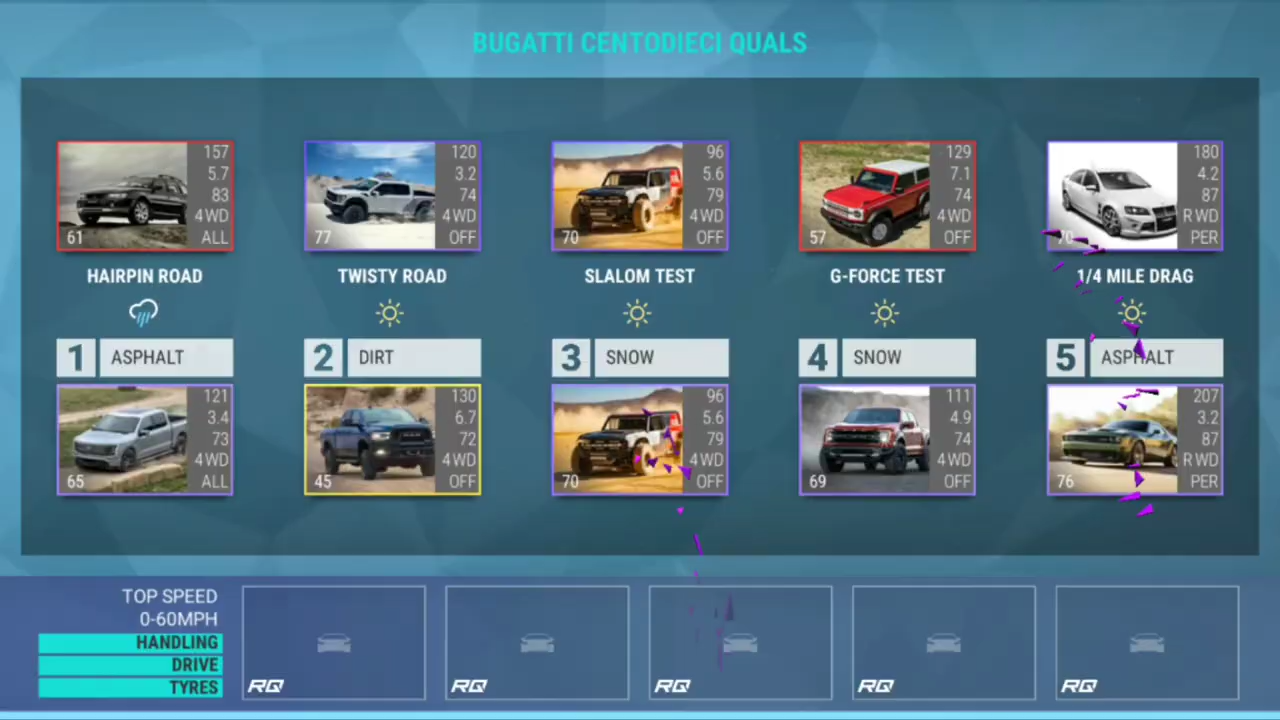 BUGATTI CENTODIECI QUALS
157
5.7
83
4WD
ALL
61
120
3.2
74
4WD
OFF
77
96
5.6
79
4WD
OFF
70
129
7.1
74
4WD
OFF
57
180
4.2
87
RWD
PER
70
HAIRPIN ROAD
TWISTY ROAD
SLALOM TEST
G-FORCE TEST
1/4 MILE DRAG
1 ASPHALT
2 DIRT
3 SNOW
4 SNOW
5 ASPHALT
121
3.4
73
4WD
ALL
65
130
6.7
72
4WD
OFF
45
96
5.6
79
4WD
OFF
70
111
4.9
74
4WD
OFF
69
207
3.2
87
RWD
PER
76
TOP SPEED
0-60MPH
HANDLING
DRIVE
TYRES
RQ
RQ
RQ
RQ
RQ